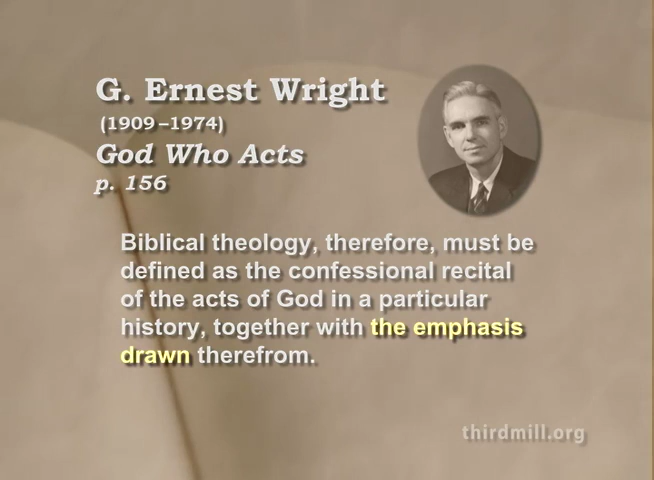 G. Ernest Wright
(1909–1974)
God Who Acts
p. 156
Biblical theology, therefore, must be
defined as the confessional recital
of the acts of God in a particular
history, together with the emphasis
drawn therefrom.
thirdmill.org